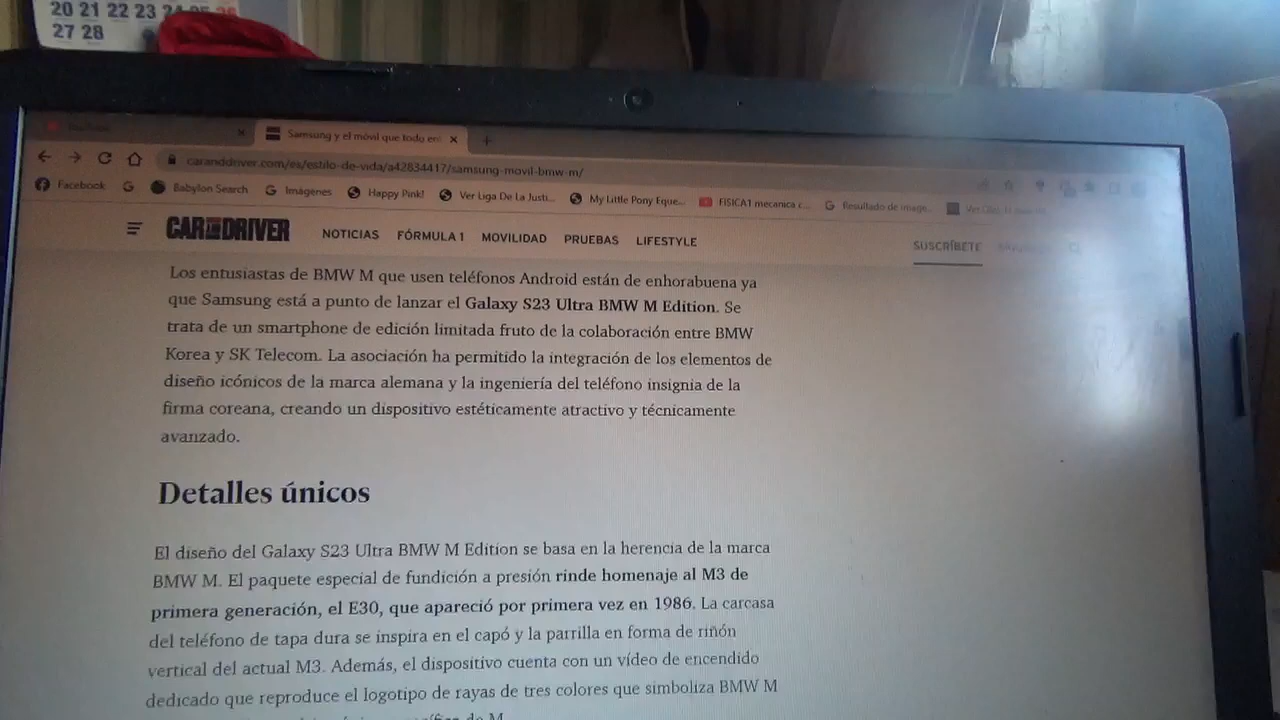 20 21 22 23 24 25 26
27 28
Samsung y el móvil que todo
caranddriver.com/es/estilo-de-vida/a42834417/samsung-movil-bmw-m/
Facebook G Babylon Search G Imágenes Happy Pink! Ver Liga De La Justi... My Little Pony Eque... FISICA1 mecanica c... G Resultado de image...
CAR AND DRIVER NOTICIAS FÓRMULA 1 MOVILIDAD PRUEBAS LIFESTYLE SUSCRÍBETE
Los entusiastas de BMW M que usen teléfonos Android están de enhorabuena ya
que Samsung está a punto de lanzar el Galaxy S23 Ultra BMW M Edition. Se
trata de un smartphone de edición limitada fruto de la colaboración entre BMW
Korea y SK Telecom. La asociación ha permitido la integración de los elementos de
diseño icónicos de la marca alemana y la ingeniería del teléfono insignia de la
firma coreana, creando un dispositivo estéticamente atractivo y técnicamente
avanzado.
Detalles únicos
El diseño del Galaxy S23 Ultra BMW M Edition se basa en la herencia de la marca
BMW M. El paquete especial de fundición a presión rinde homenaje al M3 de
primera generación, el E30, que apareció por primera vez en 1986. La carcasa
del teléfono de tapa dura se inspira en el capó y la parrilla en forma de riñón
vertical del actual M3. Además, el dispositivo cuenta con un vídeo de encendido
dedicado que reproduce el logotipo de rayas de tres colores que simboliza BMW M